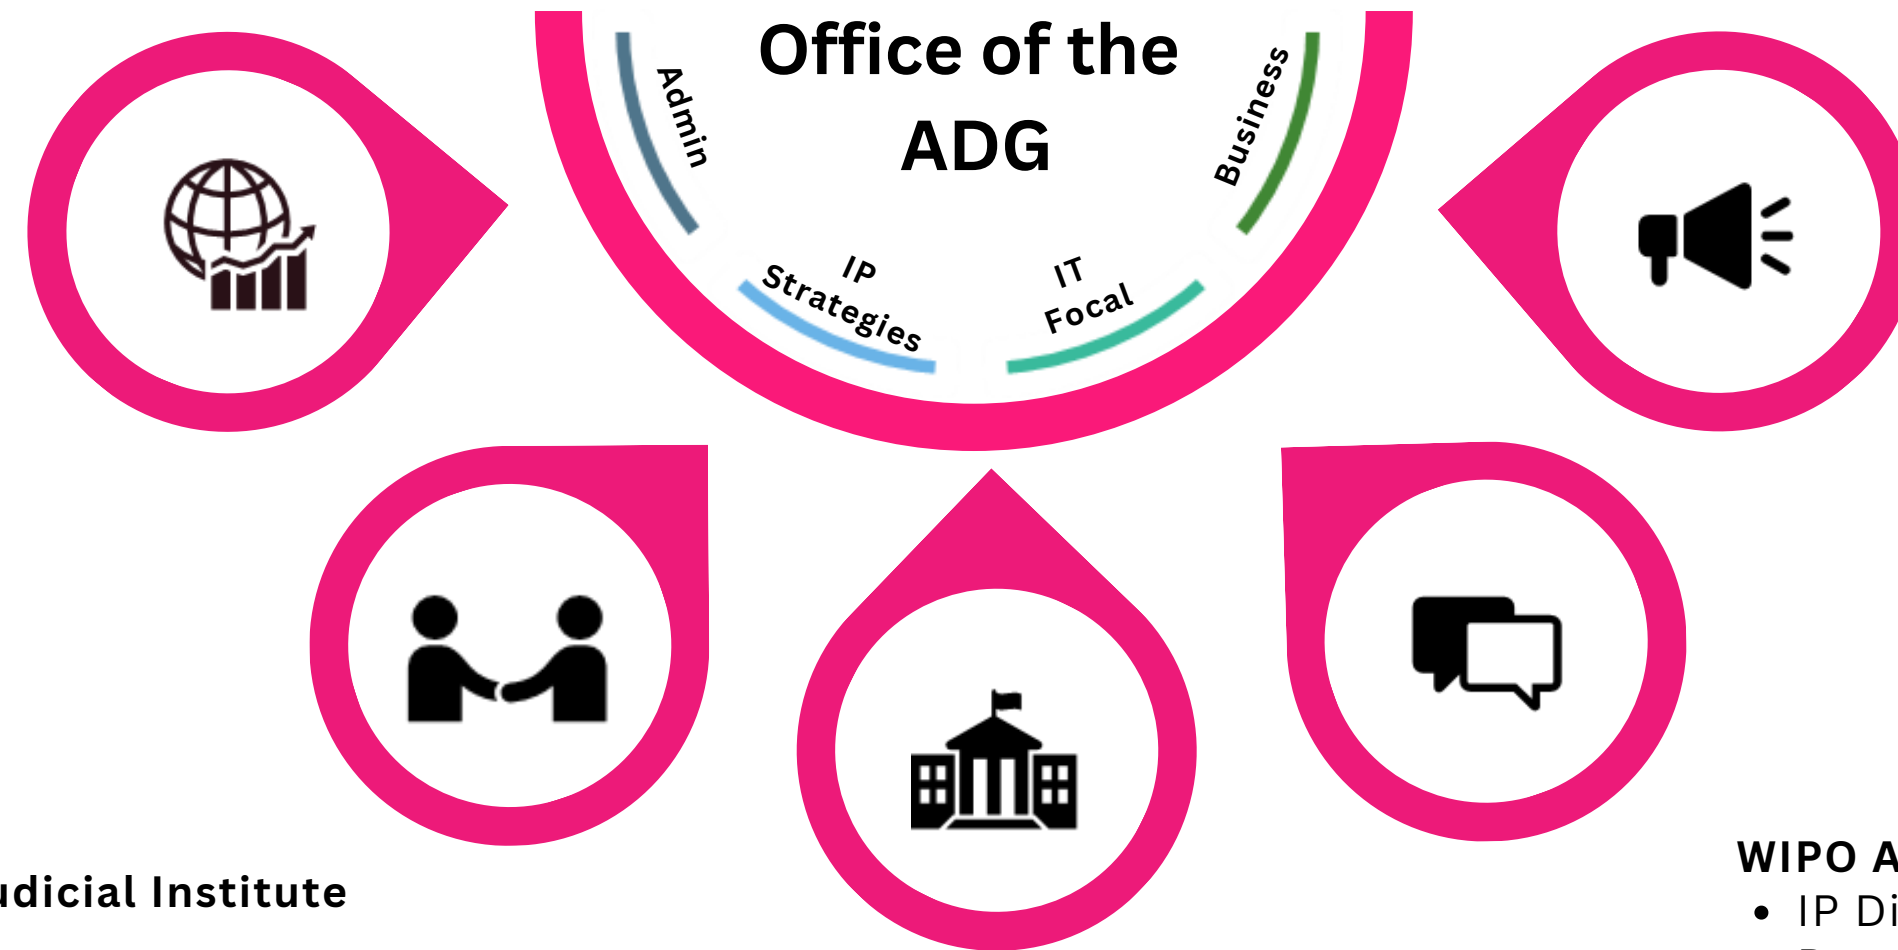 Office of the
ADG
Admin
Business
IP
Strategies
IT
Focal
udicial Institute
WIPO A
• IP Di